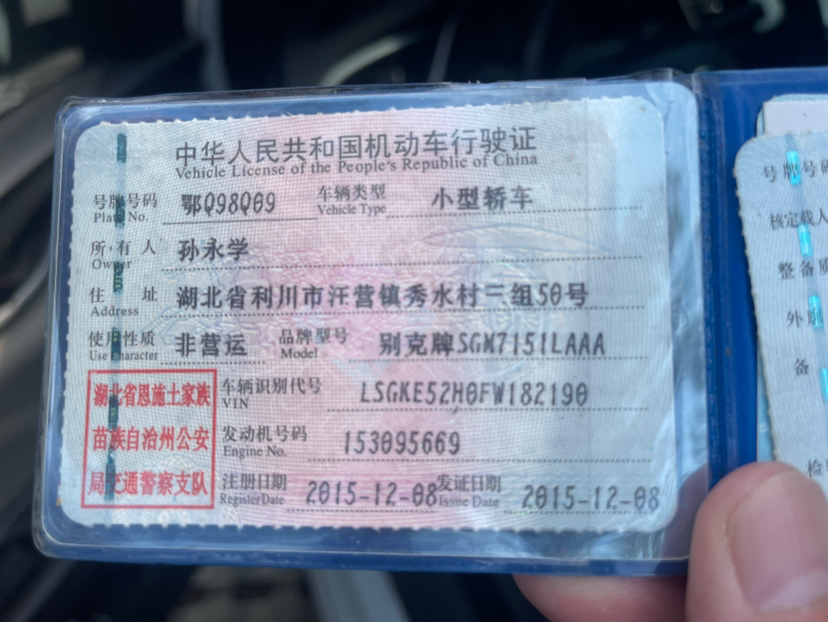 中华人民共和国机动车行驶证
Vehicle License of the People's Republic of China
号牌号码 鄂Q98Q09 车辆类型 小型轿车
Plate No. Vehicle Type
所有人 孙永学
Owner
住址 湖北省利川市汪营镇秀水村三组50号
Address
使用性质 非营运 品牌型号 别克牌SGM7151LAAA
Use Character Model
车辆识别代号 LSGKE52H0FW182190
VIN
发动机号码 153095669
Engine No.
注册日期 2015-12-08 发证日期 2015-12-08
Register Date Issue Date
湖北省恩施土家族
苗族自治州公安
局交通警察支队
号牌号码
核定载人
整备质
外廓
备
检